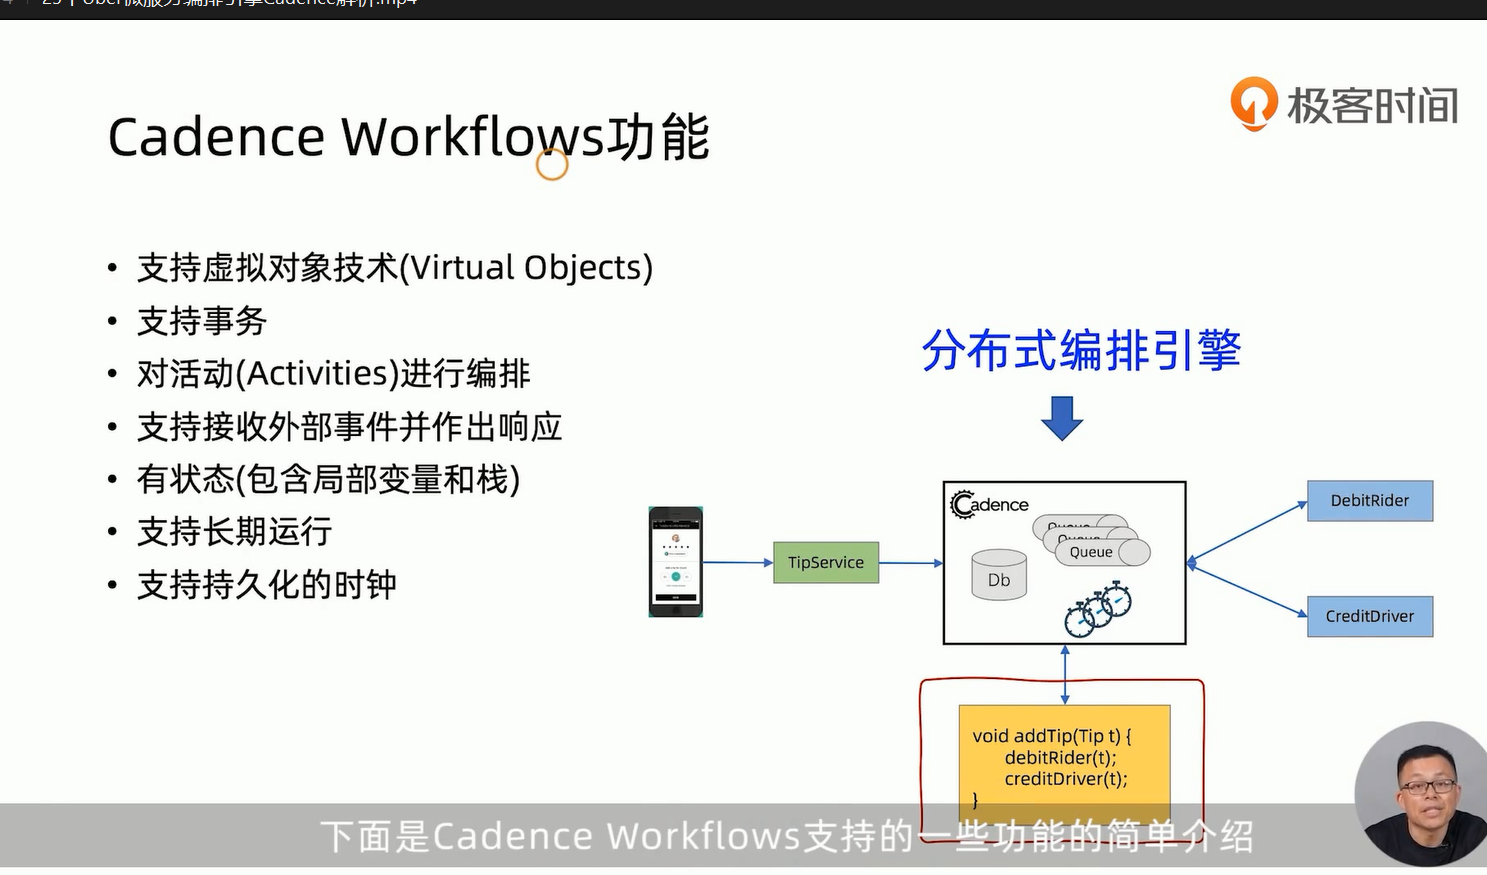 极客时间
Cadence Workflows功能
• 支持虚拟对象技术(Virtual Objects)
• 支持事务
• 对活动(Activities)进行编排
• 支持接收外部事件并作出响应
• 有状态(包含局部变量和栈)
• 支持长期运行
• 支持持久化的时钟
分布式编排引擎
Cadence
Queue
Queue
Queue
Db
TipService
DebitRider
CreditDriver
void addTip(Tip t) {
debitRider(t);
creditDriver(t);
}
下面是Cadence Workflows支持的一些功能的简单介绍